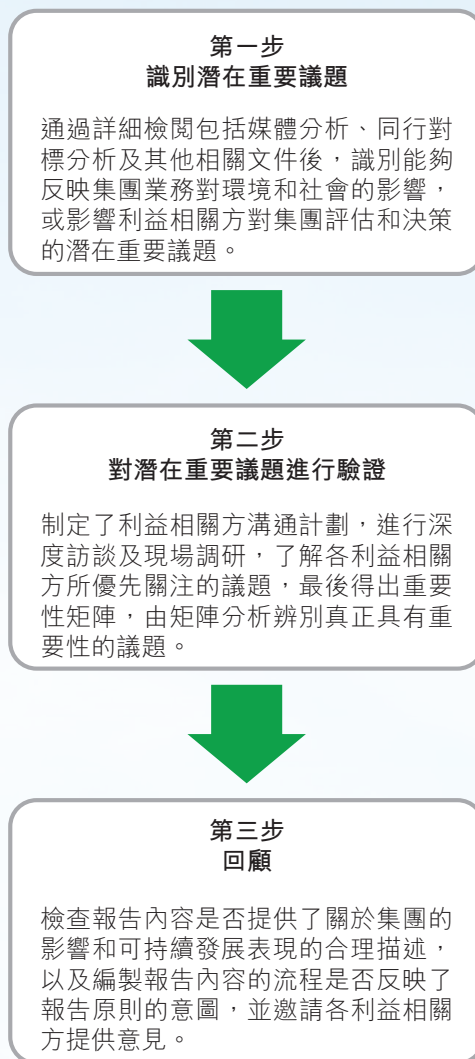 第一步
識別潛在重要議題
通過詳細檢閱包括媒體分析、同行對
標分析及其他相關文件後，識別能夠
反映集團業務對環境和社會的影響，
或影響利益相關方對集團評估和決策
的潛在重要議題。
第二步
對潛在重要議題進行驗證
制定了利益相關方溝通計劃，進行深
度訪談及現場調研，了解各利益相關
方所優先關注的議題，最後得出重要
性矩陣，由矩陣分析辨別真正具有重
要性的議題。
第三步
回顧
檢查報告內容是否提供了關於集團的
影響和可持續發展表現的合理描述，
以及編製報告內容的流程是否反映了
報告原則的意圖，並邀請各利益相關
方提供意見。